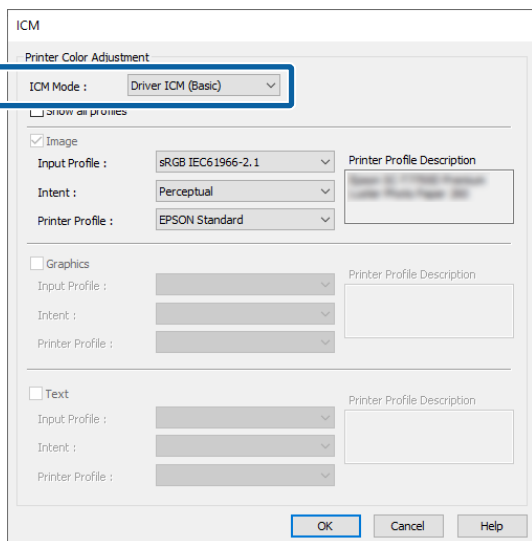 ICM
Printer Color Adjustment
ICM Mode : Driver ICM (Basic)
Show all profiles
Image
Input Profile : sRGB IEC61966-2.1 Printer Profile Description
Intent : Perceptual
Printer Profile : EPSON Standard
Graphics
Input Profile : Printer Profile Description
Intent :
Printer Profile :
Text
Input Profile : Printer Profile Description
Intent :
Printer Profile :
OK Cancel Help